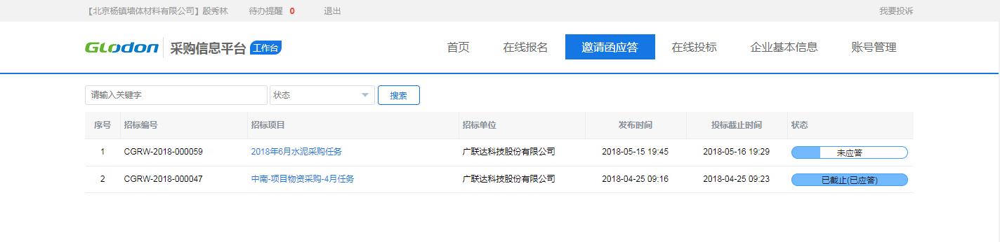 【北京杨镇墙体材料有限公司】殷秀林 待办提醒 0 退出 我要投诉
GLodon 采购信息平台 工作台 首页 在线报名 邀请函应答 在线投标 企业基本信息 账号管理
请输入关键字 状态 搜索
序号 招标编号 招标项目 招标单位 发布时间 投标截止时间 状态
1 CGRW-2018-000059 2018年6月水泥采购任务 广联达科技股份有限公司 2018-05-15 19:45 2018-05-16 19:29 未应答
2 CGRW-2018-000047 中南-项目物资采购-4月任务 广联达科技股份有限公司 2018-04-25 09:16 2018-04-25 09:23 已截止(已应答)